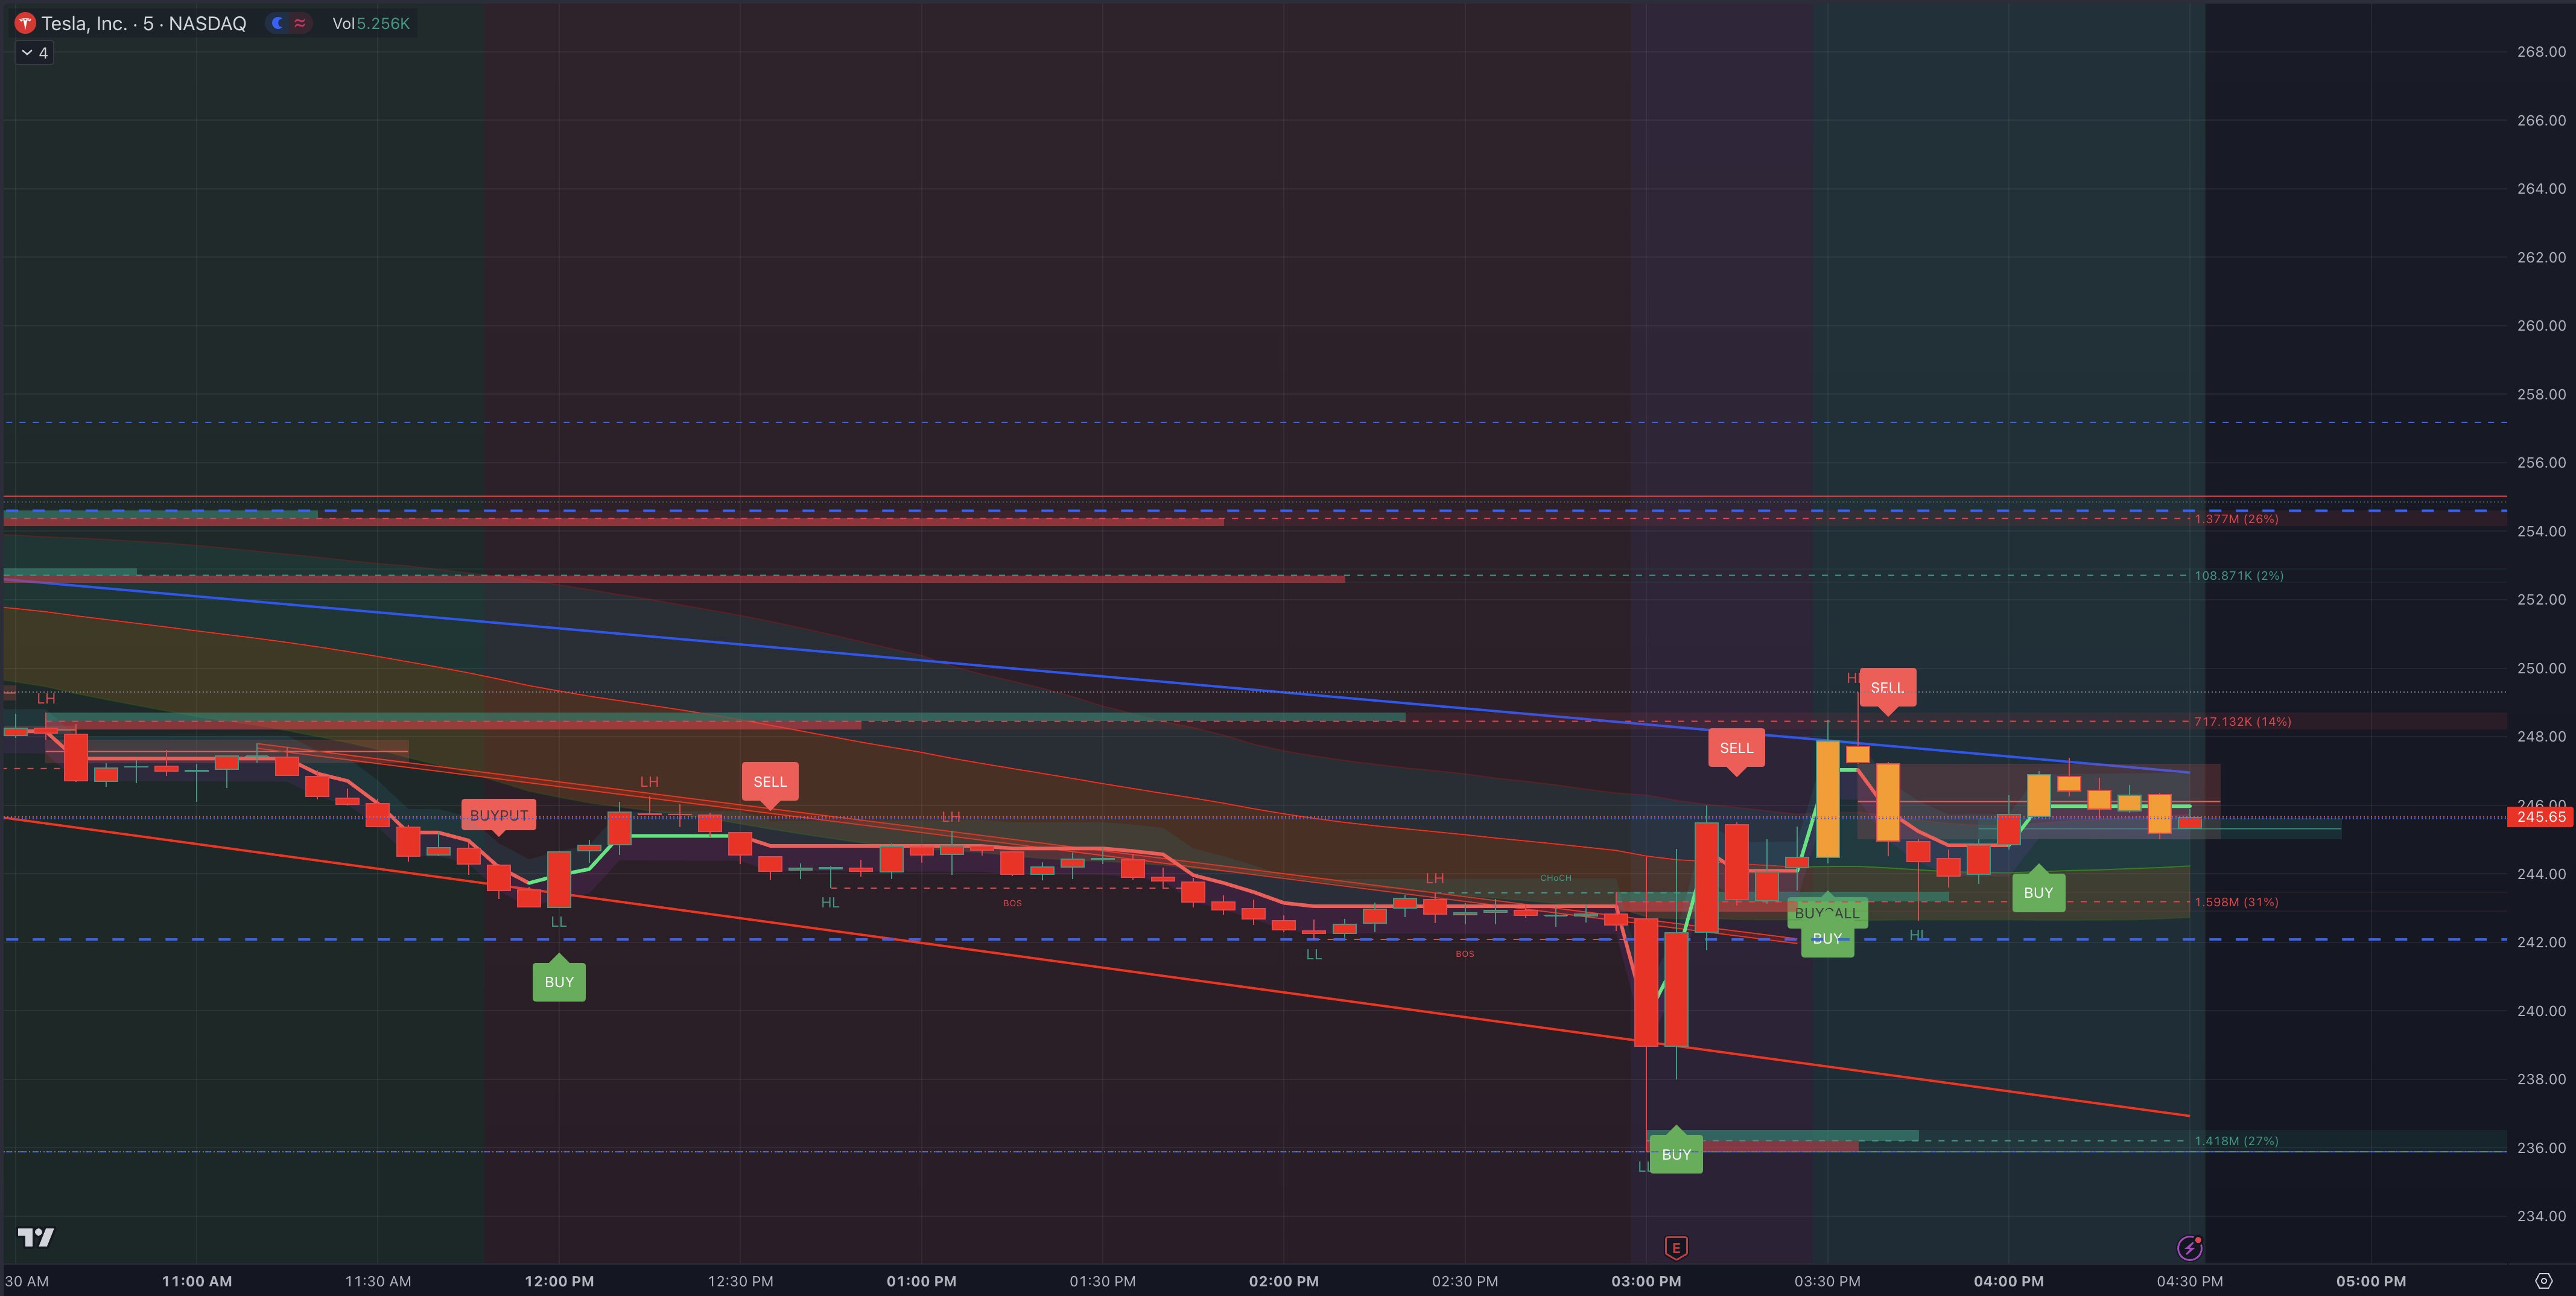 Tesla, Inc. · 5 · NASDAQ
Vol 5.256K
4
268.00
266.00
264.00
262.00
260.00
258.00
256.00
1.377M (26%)
254.00
108.871K (2%)
252.00
250.00
LH
SELL
717.132K (14%)
248.00
SELL
LH
SELL
246.00
BUYPUT
LH
245.65
CHoCH
LH
244.00
BUY
HL
BOS
1.598M (31%)
BUYCALL
LL
HL
BUY
242.00
LL
BOS
BUY
240.00
238.00
1.418M (27%)
236.00
BUY
234.00
E
30 AM
11:00 AM
11:30 AM
12:00 PM
12:30 PM
01:00 PM
01:30 PM
02:00 PM
02:30 PM
03:00 PM
03:30 PM
04:00 PM
04:30 PM
05:00 PM